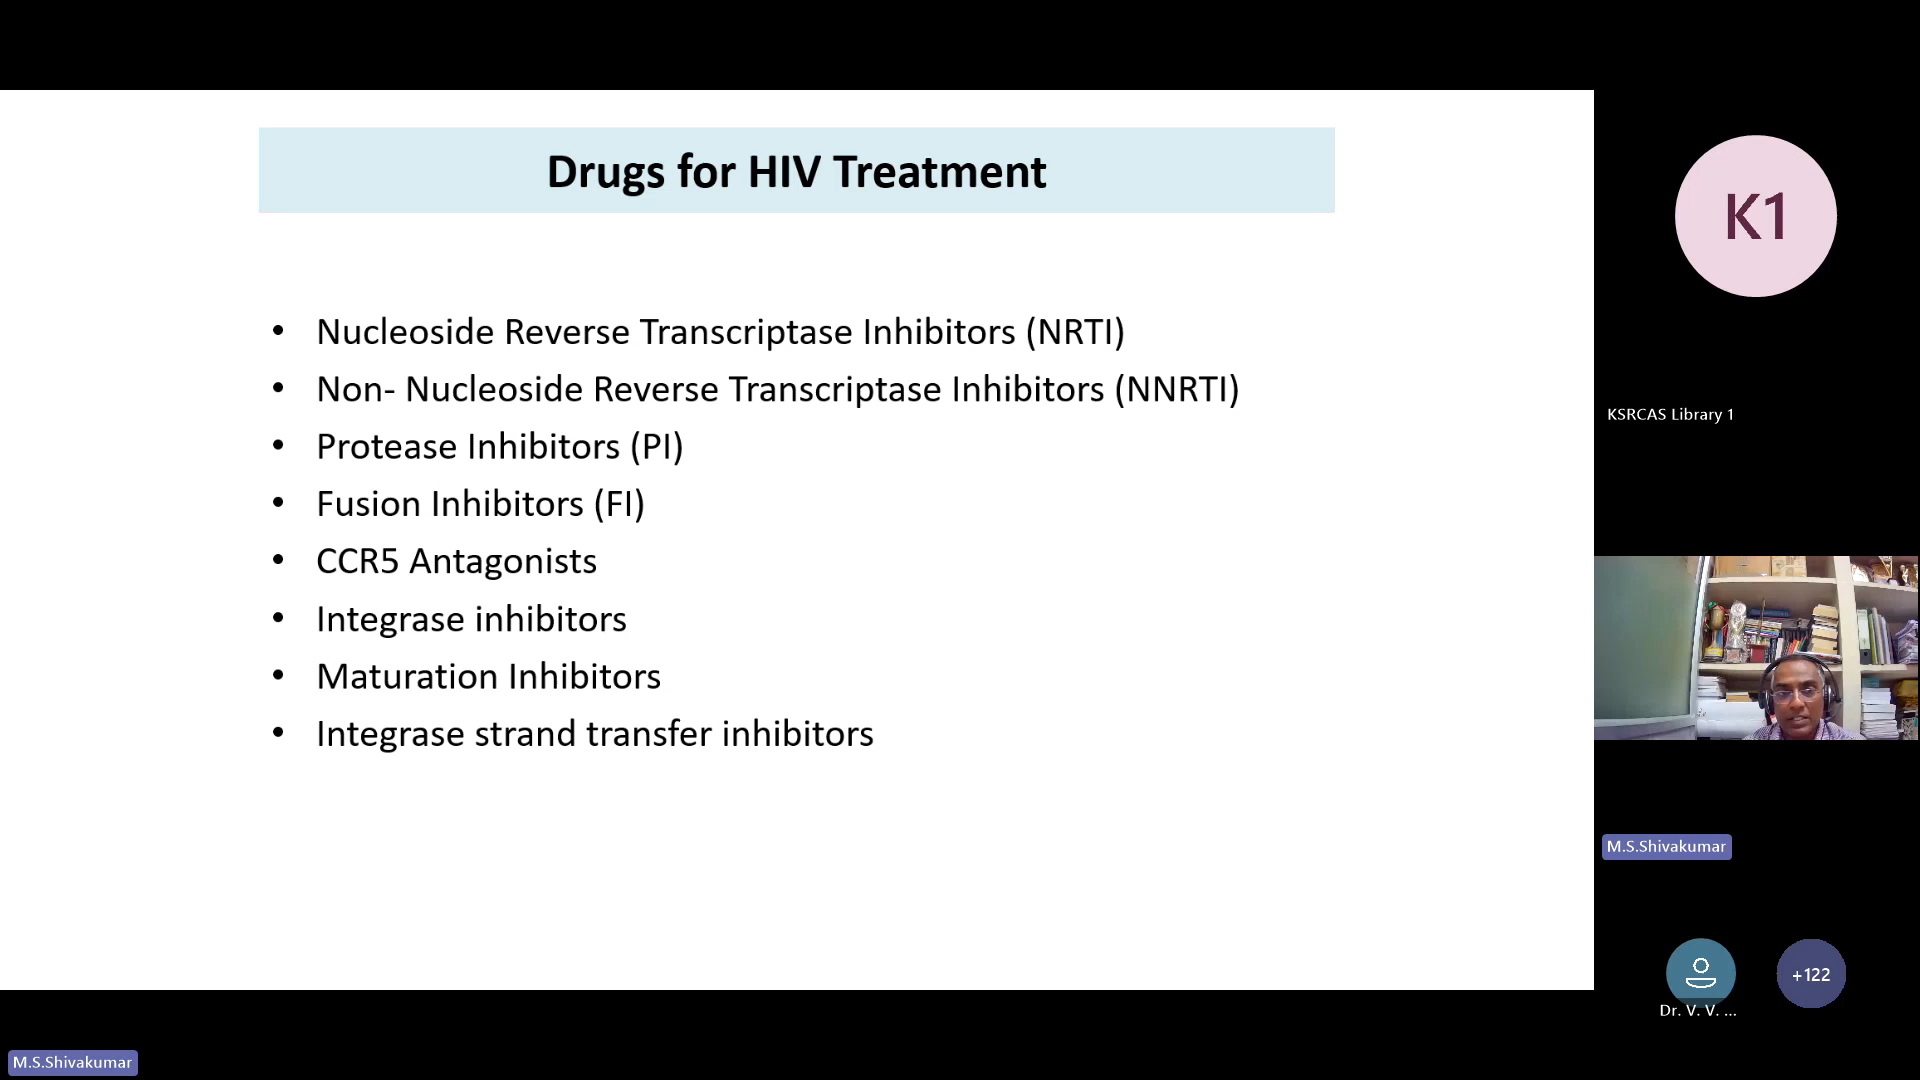 Drugs for HIV Treatment
• Nucleoside Reverse Transcriptase Inhibitors (NRTI)
• Non- Nucleoside Reverse Transcriptase Inhibitors (NNRTI)
• Protease Inhibitors (PI)
• Fusion Inhibitors (FI)
• CCR5 Antagonists
• Integrase inhibitors
• Maturation Inhibitors
• Integrase strand transfer inhibitors
K1
KSRCAS Library 1
M.S.Shivakumar
+122
Dr. V. V. ...
M.S.Shivakumar